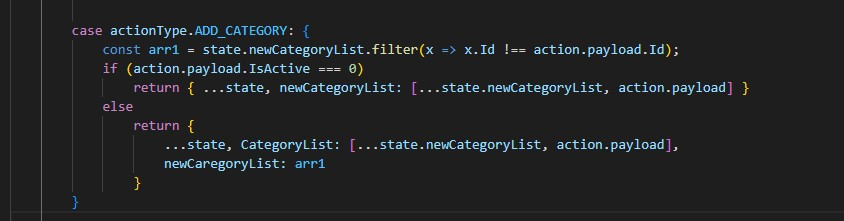 case actionType.ADD_CATEGORY: {
const arr1 = state.newCategoryList.filter(x => x.Id !== action.payload.Id);
if (action.payload.IsActive === 0)
return { ...state, newCategoryList: [...state.newCategoryList, action.payload] }
else
return {
...state, CategoryList: [...state.newCategoryList, action.payload],
newCaregoryList: arr1
}
}